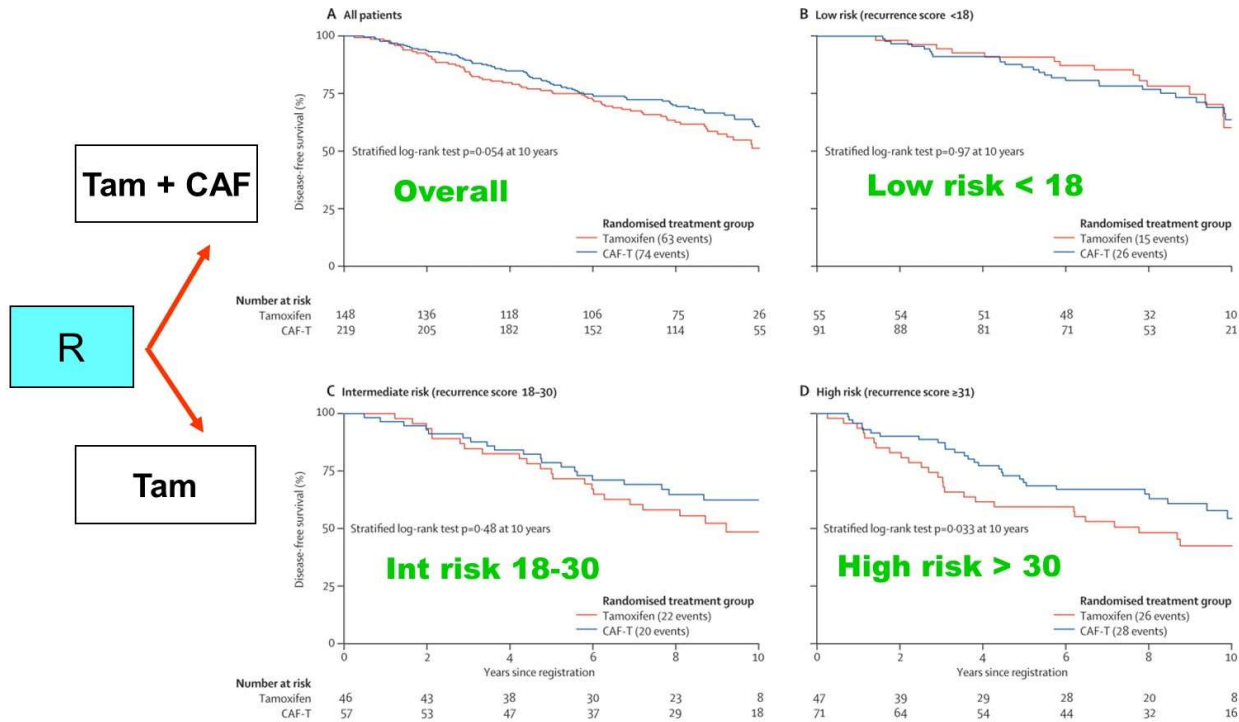 Tam + CAF
R
Tam
A All patients
Disease-free survival (%)
100
75
50
25
0
Stratified log-rank test p=0·054 at 10 years
Overall
Randomised treatment group
Tamoxifen (63 events)
CAF-T (74 events)
Number at risk
Tamoxifen 148 136 118 106 75 26
CAF-T 219 205 182 152 114 55
B Low risk (recurrence score <18)
Stratified log-rank test p=0·97 at 10 years
Low risk < 18
Randomised treatment group
Tamoxifen (15 events)
CAF-T (26 events)
55 54 51 48 32 10
91 88 81 71 53 21
C Intermediate risk (recurrence score 18–30)
Disease-free survival (%)
100
75
50
25
0
Stratified log-rank test p=0·48 at 10 years
Int risk 18-30
Randomised treatment group
Tamoxifen (22 events)
CAF-T (20 events)
0 2 4 6 8 10
Years since registration
Number at risk
Tamoxifen 46 43 38 30 23 8
CAF-T 57 53 47 37 29 18
D High risk (recurrence score ≥31)
Stratified log-rank test p=0·033 at 10 years
High risk > 30
Randomised treatment group
Tamoxifen (26 events)
CAF-T (28 events)
0 2 4 6 8 10
Years since registration
47 39 29 28 20 8
71 64 54 44 32 16